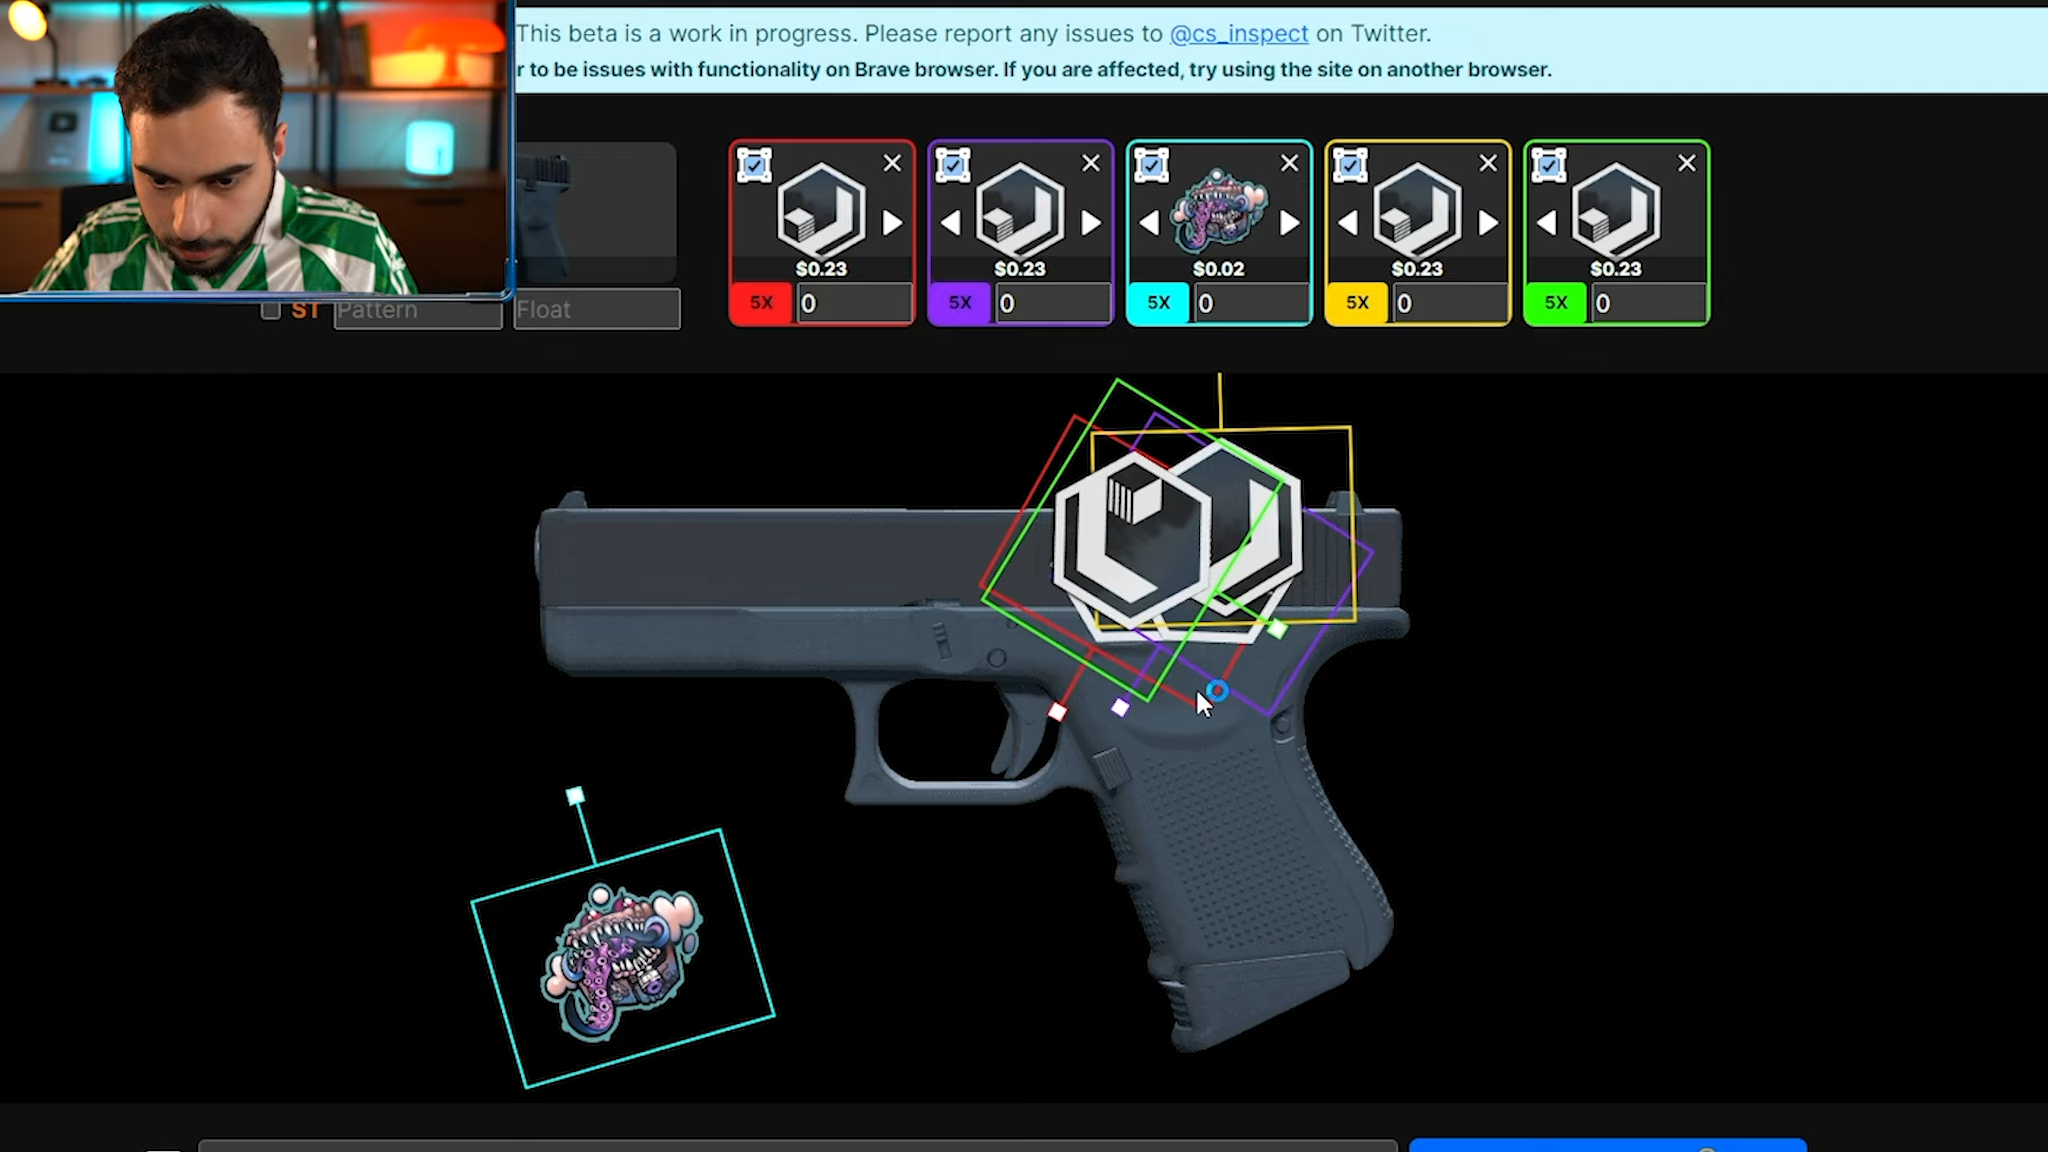 This beta is a work in progress. Please report any issues to @cs_inspect on Twitter.
r to be issues with functionality on Brave browser. If you are affected, try using the site on another browser.
$0.23
$0.23
$0.02
$0.23
$0.23
5X 0
5X 0
5X 0
5X 0
5X 0
ST Pattern Float